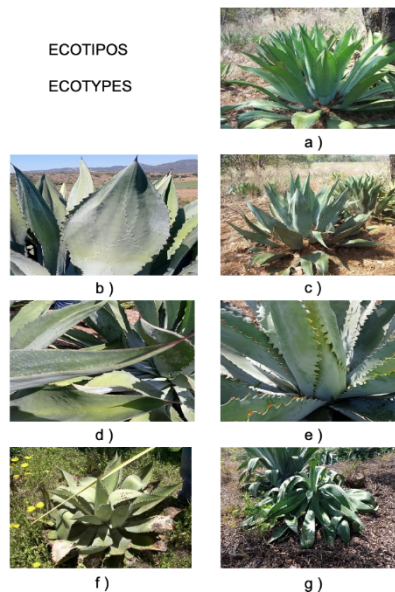 ECOTIPOS
ECOTYPES
a )
b )
c )
d )
e )
f )
g )